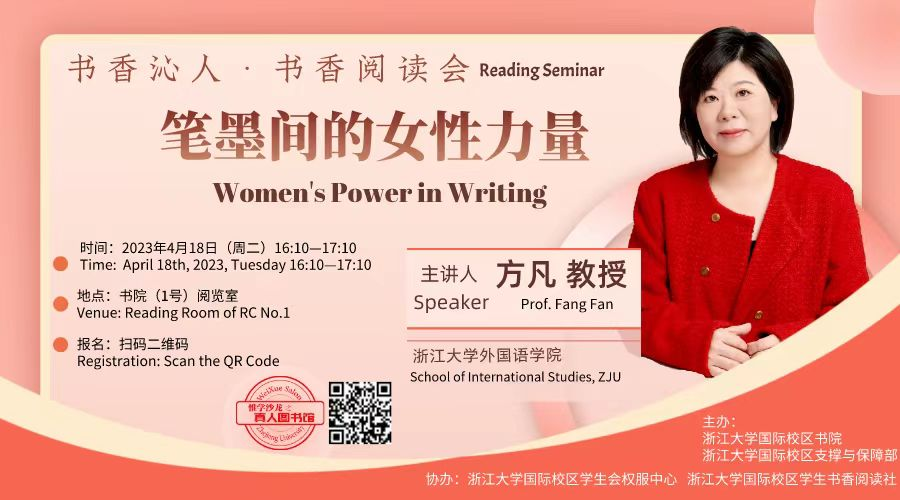 书香沁人 · 书香阅读会 Reading Seminar
笔墨间的女性力量
Women's Power in Writing
时间：2023年4月18日（周二）16:10—17:10
Time: April 18th, 2023, Tuesday 16:10—17:10
地点：书院（1号）阅览室
Venue: Reading Room of RC No.1
报名：扫码二维码
Registration: Scan the QR Code
主讲人 方凡 教授
Speaker Prof. Fang Fan
浙江大学外国语学院
School of International Studies, ZJU
WeiXue Salon
惟学沙龙之
真人图书馆
Zhejiang University
主办：
浙江大学国际校区书院
浙江大学国际校区支撑与保障部
协办：浙江大学国际校区学生会权服中心 浙江大学国际校区学生书香阅读社